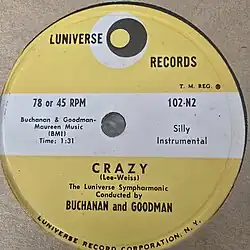 LUNIVERSE
RECORDS
T. M. REG.
78 or 45 RPM
102-N2
Buchanan & Goodman-
Maureen Music
(BMI)
Time: 1:31
Silly
Instrumental
CRAZY
(Lee-Weiss)
The Luniverse Sympharmonic
Conducted by
BUCHANAN and GOODMAN
LUNIVERSE RECORD CORPORATION, N. Y.